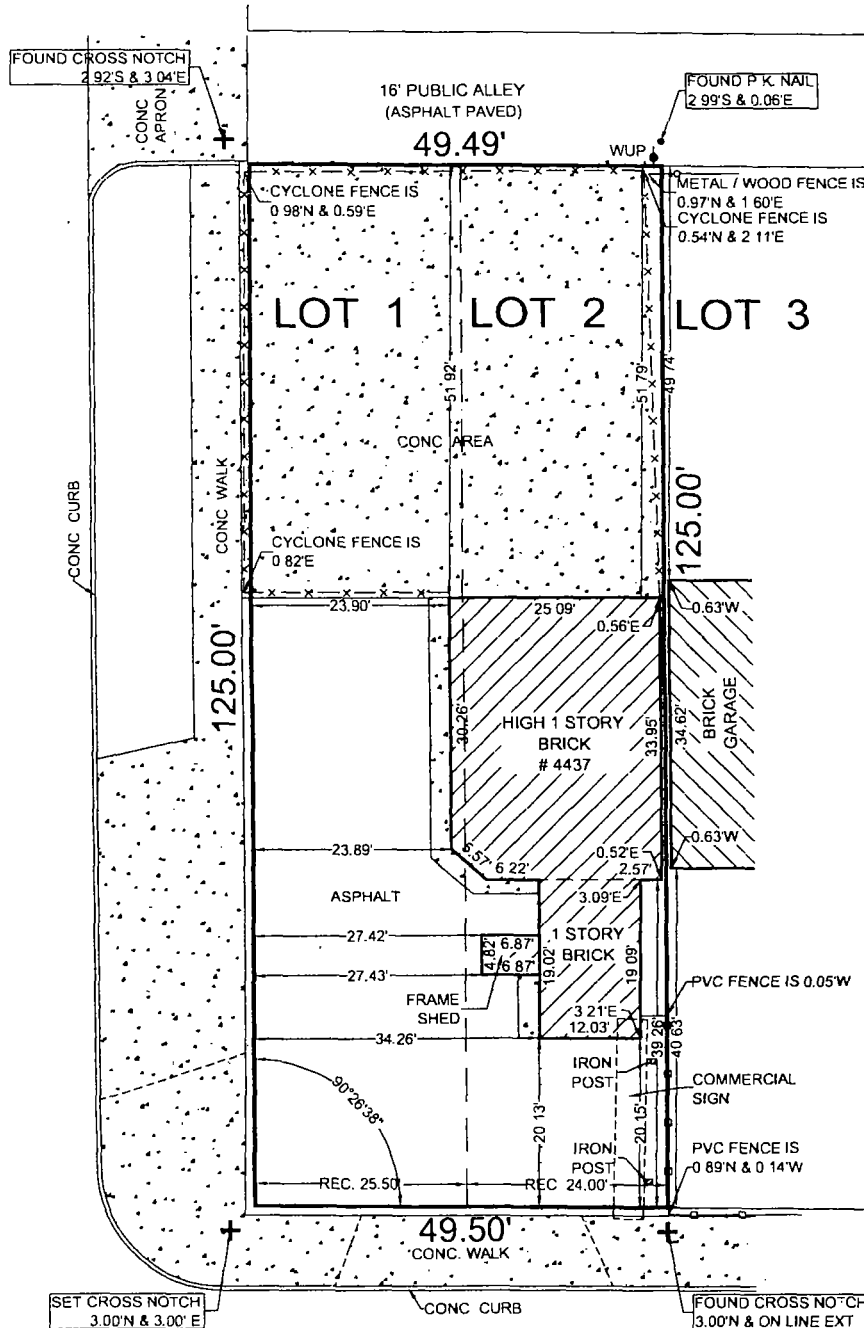 FOUND CROSS NOTCH
2.92'S & 3.04'E
CONC
APRON
16' PUBLIC ALLEY
(ASPHALT PAVED)
49.49'
FOUND P.K. NAIL
2.99'S & 0.06'E
WUP
CYCLONE FENCE IS
0.98'N & 0.59'E
METAL / WOOD FENCE IS
0.97'N & 1.60'E
CYCLONE FENCE IS
0.54'N & 2.11'E
LOT 1
LOT 2
LOT 3
51.92'
51.79'
49.74'
CONC AREA
CONC WALK
CONC CURB
125.00'
CYCLONE FENCE IS
0.82'E
23.90'
25.09'
0.56'E
0.63'W
125.00'
30.26'
HIGH 1 STORY
BRICK
# 4437
33.95'
34.62'
BRICK
GARAGE
23.89'
5.57'
6.22'
0.52'E
2.57'
0.63'W
3.09'E
ASPHALT
27.42'
4.82'
6.87'
6.87'
27.43'
19.02'
1 STORY
BRICK
19.09'
FRAME
SHED
PVC FENCE IS 0.05'W
3.21'E
12.03'
34.26'
39.26'
40.63'
IRON
POST
COMMERCIAL
SIGN
90°26'38"
20.13'
20.15'
IRON
POST
PVC FENCE IS
0.89'N & 0.14'W
REC. 25.50'
REC 24.00'
49.50'
CONC. WALK
SET CROSS NOTCH
3.00'N & 3.00' E
CONC CURB
FOUND CROSS NOTCH
3.00'N & ON LINE EXT